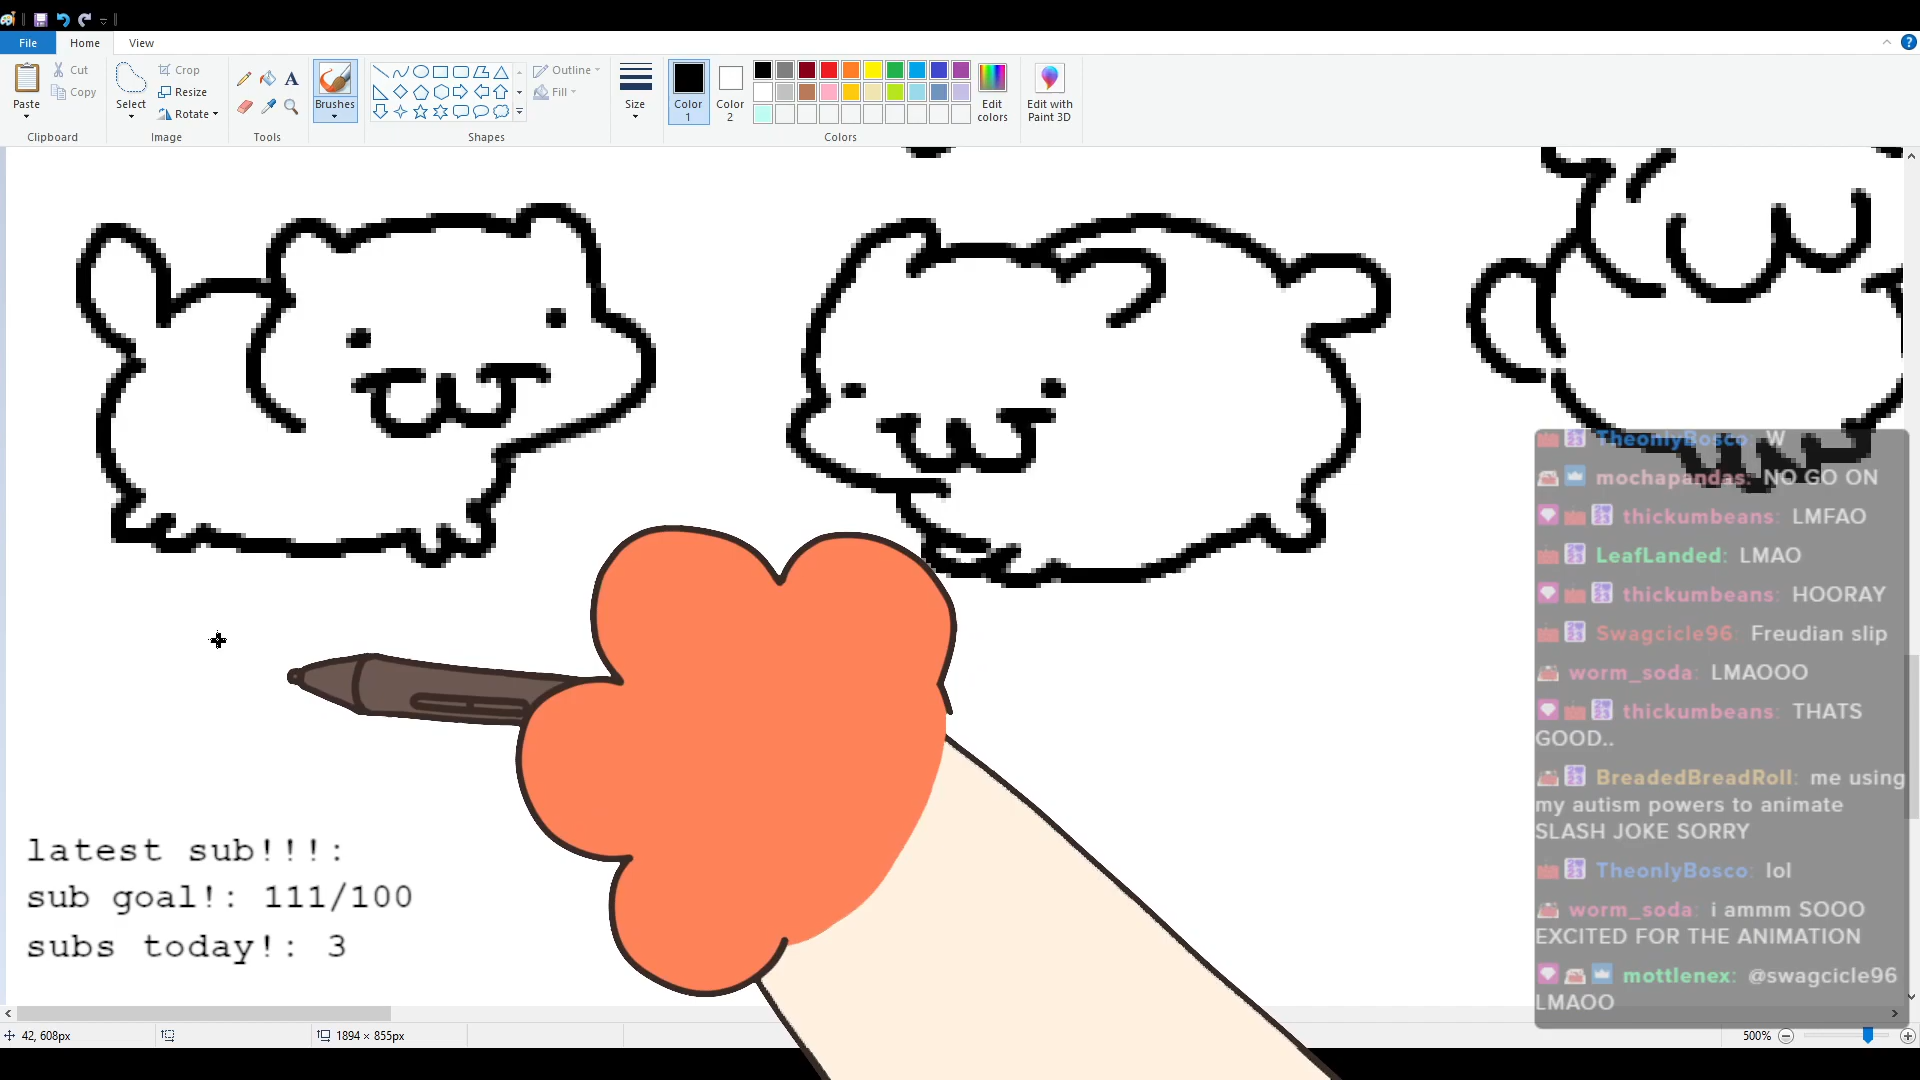 File Home View
Paste
Cut
Copy
Clipboard
Select
Crop
Resize
Rotate
Image
A
Tools
Brushes
Shapes
Outline
Fill
Size
Color 1
Color 2
Colors
Edit colors
Edit with Paint 3D
TheonlyBosco W
mochapandas: NO GO ON
thickumbeans: LMFAO
LeafLanded: LMAO
thickumbeans: HOORAY
Swagcicle96: Freudian slip
worm_soda: LMAOOO
thickumbeans: THATS
GOOD..
BreadedBreadRoll: me using
my autism powers to animate
SLASH JOKE SORRY
TheonlyBosco: lol
worm_soda: i ammm SOOO
EXCITED FOR THE ANIMATION
mottlenex: @swagcicle96
LMAOO
latest sub!!!:
sub goal!: 111/100
subs today!: 3
42, 608px
1894 × 855px
500%